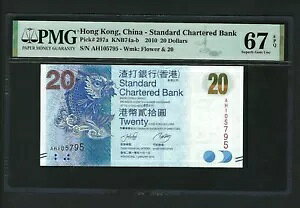 PMG
PAPER MONEY GUARANTY
Hong Kong, China - Standard Chartered Bank
Pick# 297a KNB74a-b 2010 20 Dollars
S/N AH105795 - Wmk: Flower & 20
67 EPQ
Superb Gem Unc
20
渣打銀行(香港)
Standard
Chartered Bank
20
港幣貳拾圓
Twenty
AH105795
AH105795